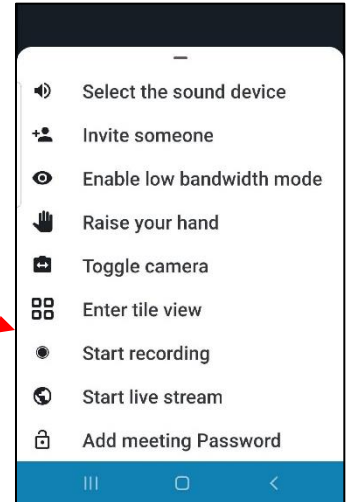 Select the sound device
Invite someone
Enable low bandwidth mode
Raise your hand
Toggle camera
Enter tile view
Start recording
Start live stream
Add meeting Password